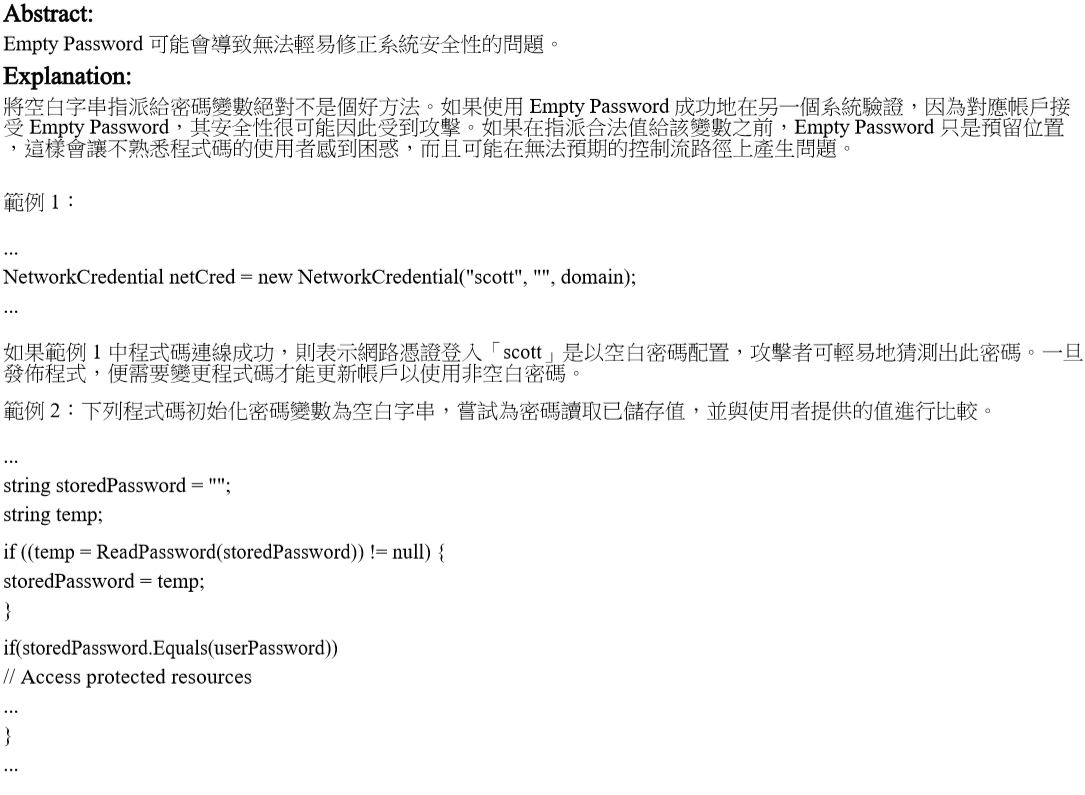 Abstract:
Empty Password 可能會導致無法輕易修正系統安全性的問題。
Explanation:
將空白字串指派給密碼變數絕對不是個好方法。如果使用 Empty Password 成功地在另一個系統驗證，因為對應帳戶接
受 Empty Password，其安全性很可能因此受到攻擊。如果在指派合法值給該變數之前，Empty Password 只是預留位置
，這樣會讓不熟悉程式碼的使用者感到困惑，而且可能在無法預期的控制流路徑上產生問題。
範例 1：
...
NetworkCredential netCred = new NetworkCredential("scott", "", domain);
...
如果範例 1 中程式碼連線成功，則表示網路憑證登入「scott」是以空白密碼配置，攻擊者可輕易地猜測出此密碼。一旦
發佈程式，便需要變更程式碼才能更新帳戶以使用非空白密碼。
範例 2：下列程式碼初始化密碼變數為空白字串，嘗試為密碼讀取已儲存值，並與使用者提供的值進行比較。
...
string storedPassword = "";
string temp;
if ((temp = ReadPassword(storedPassword)) != null) {
storedPassword = temp;
}
if(storedPassword.Equals(userPassword))
// Access protected resources
...
}
...